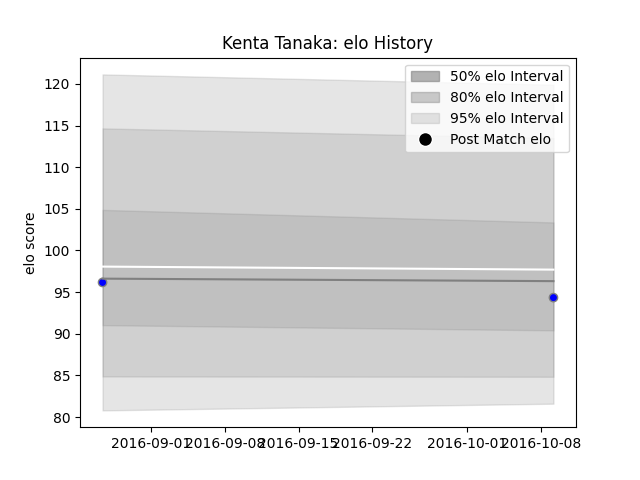 Kenta Tanaka: elo History
50% elo Interval
80% elo Interval
95% elo Interval
Post Match elo
elo score
120
115
110
105
100
95
90
85
80
2016-09-01 2016-09-08 2016-09-15 2016-09-22 2016-10-01 2016-10-08